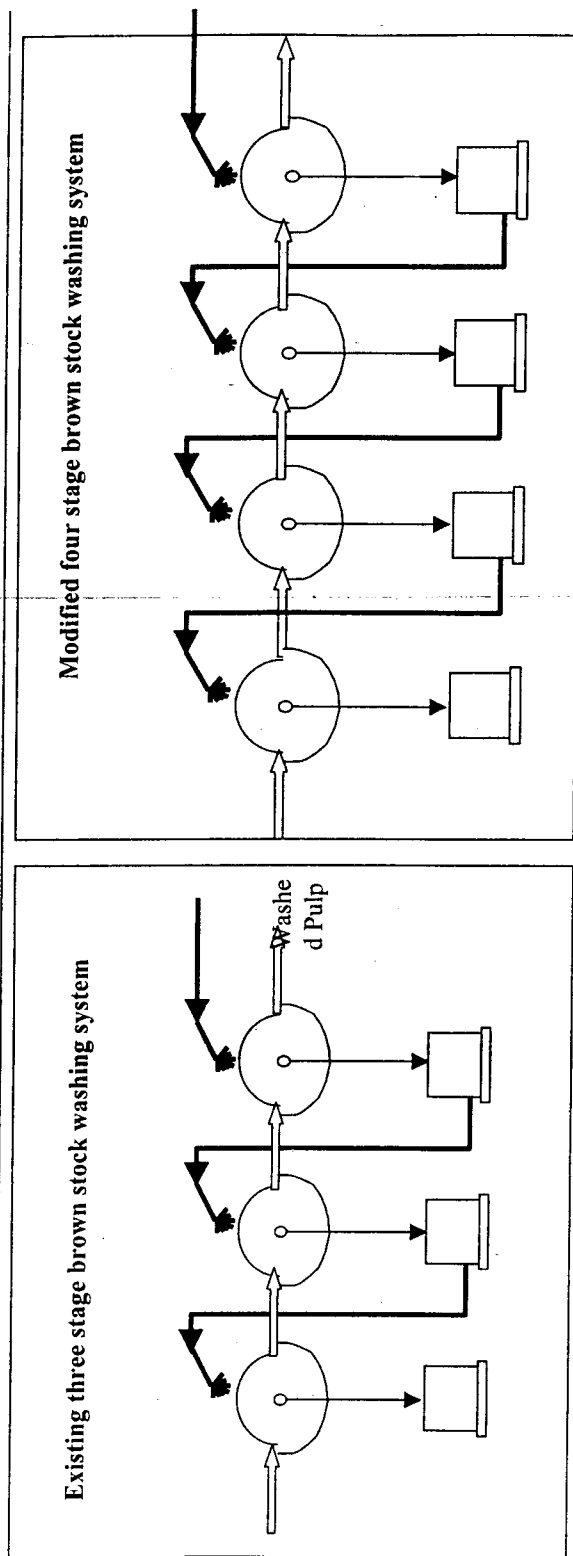 Existing three stage brown stock washing system
Washe
d Pulp
Modified four stage brown stock washing system